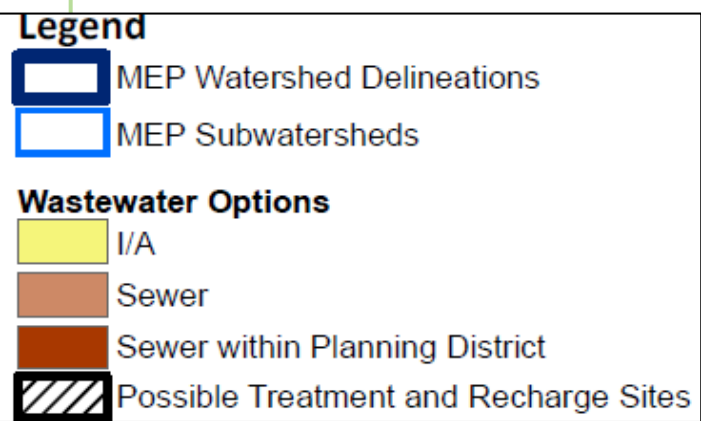 Legend
MEP Watershed Delineations
MEP Subwatersheds
Wastewater Options
I/A
Sewer
Sewer within Planning District
Possible Treatment and Recharge Sites